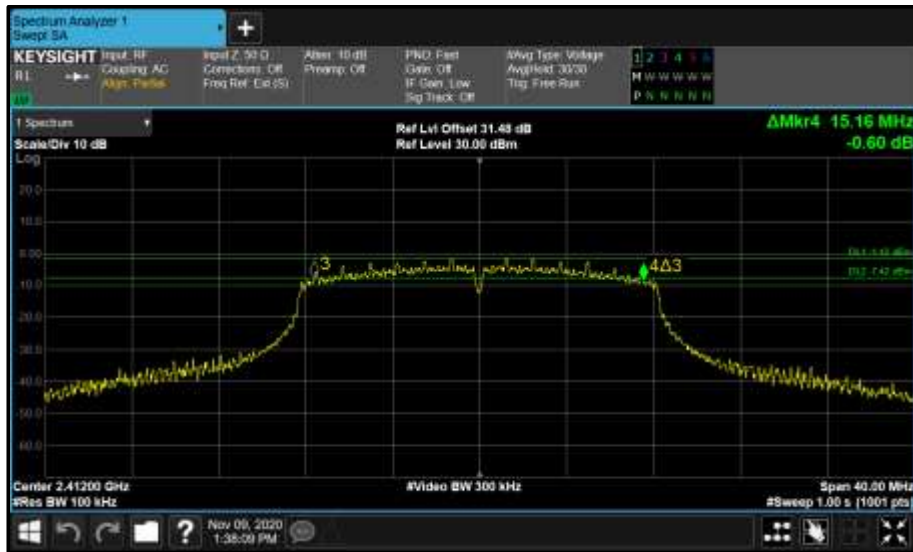 Spectrum Analyzer 1
Swept SA
+
KEYSIGHT Input: RF Input Z: 50 Ω Atten: 10 dB PNO: Fast #Avg Type: Voltage 1 2 3 4 5 6
Coupling: AC Corrections: Off Preamp: Off Gate: Off Avg|Hold: 30/30 M W W W W W
Align: Partial Freq Ref: Ext (S) IF Gain: Low Trig: Free Run P N N N N N
Sig Track: Off
1 Spectrum
Ref Lvl Offset 31.48 dB
ΔMkr4 15.16 MHz
Scale/Div 10 dB
Ref Level 30.00 dBm
-0.60 dB
Log
20.0
10.0
0.00
3
4Δ3
-10.0
-20.0
-30.0
-40.0
-50.0
-60.0
Center 2.41200 GHz
#Video BW 300 kHz
Span 40.00 MHz
#Res BW 100 kHz
#Sweep 1.00 s (1001 pts)
?
Nov 09, 2020
1:38:09 PM